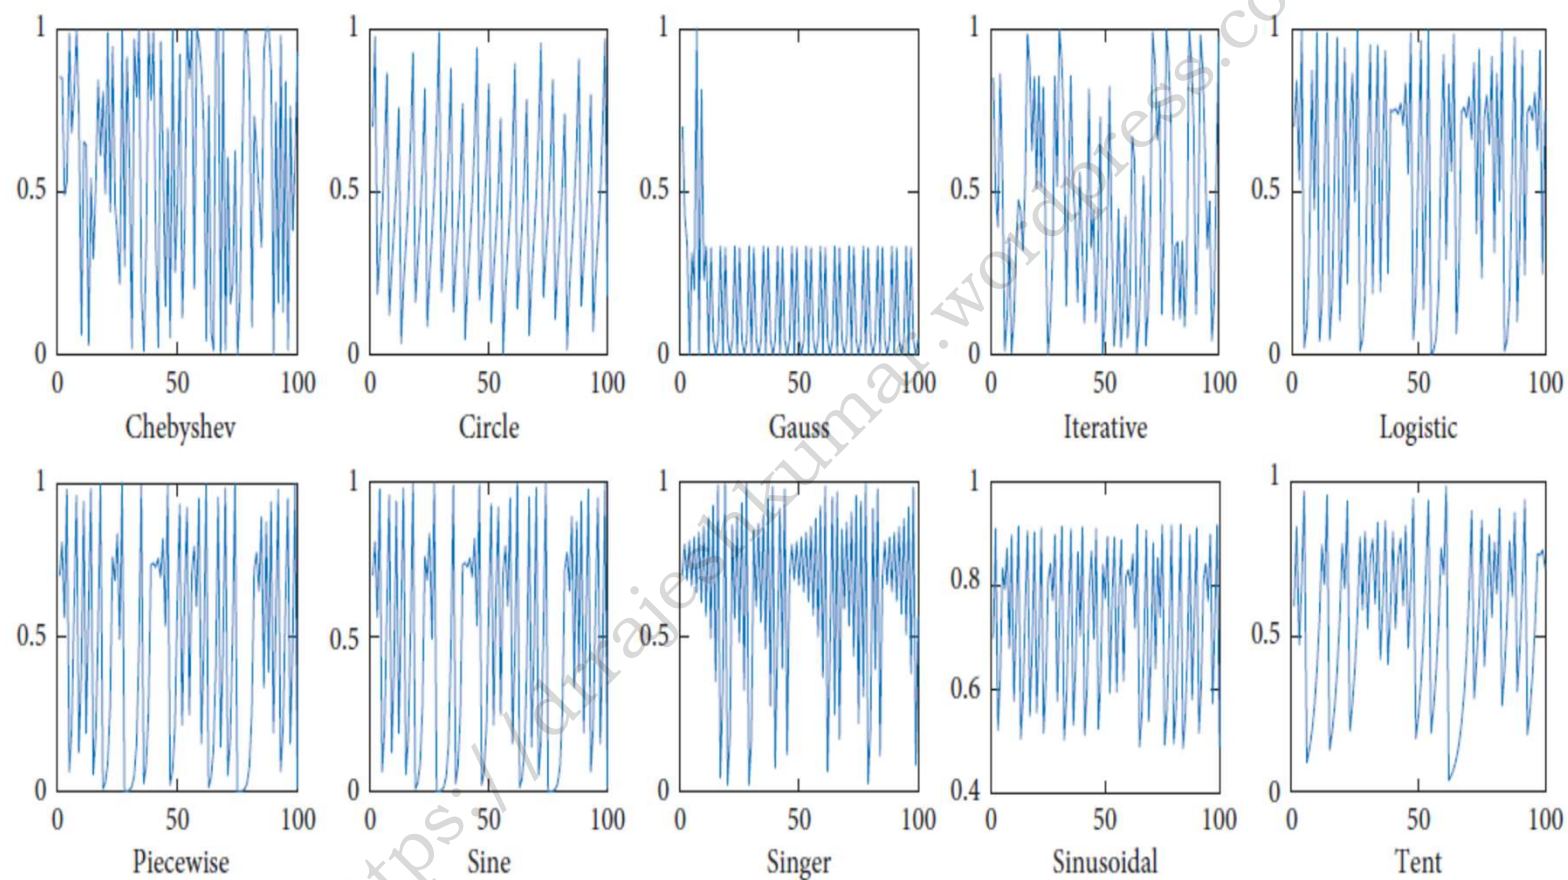 1 1 1 1 1
0.5 0.5 0.5 0.5 0.5
0 0 0 0 0
0 50 100 0 50 100 0 50 100 0 50 100 0 50 100
Chebyshev Circle Gauss Iterative Logistic
1 1 1 1 1
0.8
0.5 0.5 0.5 0.5
0.6
0 0 0 0.4 0
0 50 100 0 50 100 0 50 100 0 50 100 0 50 100
Piecewise Sine Singer Sinusoidal Tent
tps://drrajeshkumar.wordpress.co